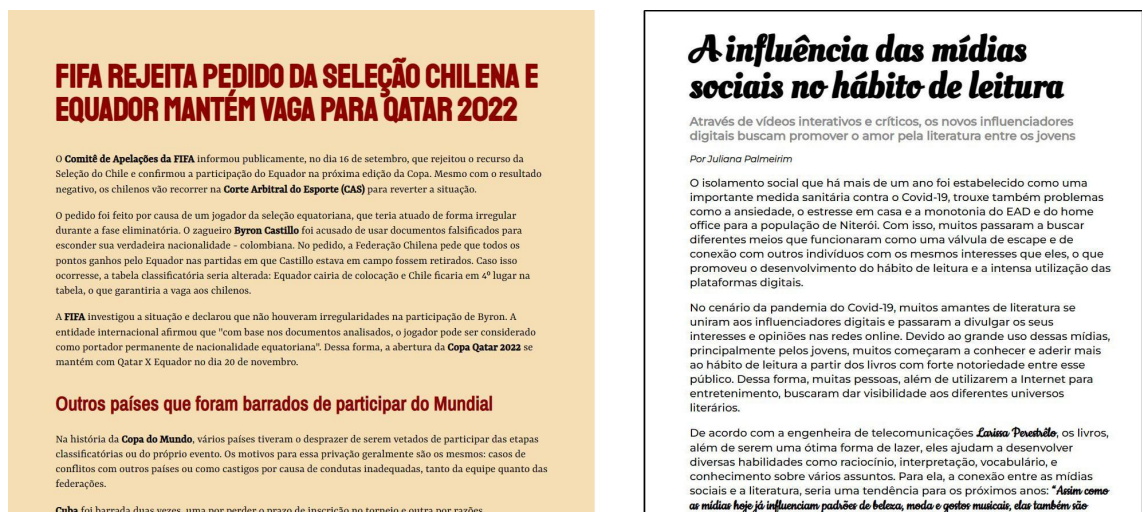 FIFA REJEITA PEDIDO DA SELEÇÃO CHILENA E
EQUADOR MANTÉM VAGA PARA QATAR 2022
O Comitê de Apelações da FIFA informou publicamente, no dia 16 de setembro, que rejeitou o recurso da
Seleção do Chile e confirmou a participação do Equador na próxima edição da Copa. Mesmo com o resultado
negativo, os chilenos vão recorrer na Corte Arbitral do Esporte (CAS) para reverter a situação.
O pedido foi feito por causa de um jogador da seleção equatoriana, que teria atuado de forma irregular
durante a fase eliminatória. O zagueiro Byron Castillo foi acusado de usar documentos falsificados para
esconder sua verdadeira nacionalidade - colombiana. No pedido, a Federação Chilena pede que todos os
pontos ganhos pelo Equador nas partidas em que Castillo estava em campo fossem retirados. Caso isso
ocorresse, a tabela classificatória seria alterada: Equador cairia de colocação e Chile ficaria em 4º lugar na
tabela, o que garantiria a vaga aos chilenos.
A FIFA investigou a situação e declarou que não houveram irregularidades na participação de Byron. A
entidade internacional afirmou que "com base nos documentos analisados, o jogador pode ser considerado
como portador permanente de nacionalidade equatoriana". Dessa forma, a abertura da Copa Qatar 2022 se
mantém com Qatar X Equador no dia 20 de novembro.
Outros países que foram barrados de participar do Mundial
Na história da Copa do Mundo, vários países tiveram o desprazer de serem vetados de participar das etapas
classificatórias ou do próprio evento. Os motivos para essa privação geralmente são os mesmos: casos de
conflitos com outros países ou como castigos por causa de condutas inadequadas, tanto da equipe quanto das
federações.
Cuba foi barrada duas vezes, uma por perder o prazo de inscrição no torneio e outra por razões
A influência das mídias
sociais no hábito de leitura
Através de vídeos interativos e críticos, os novos influenciadores
digitais buscam promover o amor pela literatura entre os jovens
Por Juliana Palmeirim
O isolamento social que há mais de um ano foi estabelecido como uma
importante medida sanitária contra o Covid-19, trouxe também problemas
como a ansiedade, o estresse em casa e a monotonia do EAD e do home
office para a população de Niterói. Com isso, muitos passaram a buscar
diferentes meios que funcionaram como uma válvula de escape e de
conexão com outros indivíduos com os mesmos interesses que eles, o que
promoveu o desenvolvimento do hábito de leitura e a intensa utilização das
plataformas digitais.
No cenário da pandemia do Covid-19, muitos amantes de literatura se
uniram aos influenciadores digitais e passaram a divulgar os seus
interesses e opiniões nas redes online. Devido ao grande uso dessas mídias,
principalmente pelos jovens, muitos começaram a conhecer e aderir mais
ao hábito de leitura a partir dos livros com forte notoriedade entre esse
público. Dessa forma, muitas pessoas, além de utilizarem a Internet para
entretenimento, buscaram dar visibilidade aos diferentes universos
literários.
De acordo com a engenheira de telecomunicações Larissa Perestrêlo, os livros,
além de serem uma ótima forma de lazer, eles ajudam a desenvolver
diversas habilidades como raciocínio, interpretação, vocabulário, e
conhecimento sobre vários assuntos. Para ela, a conexão entre as mídias
sociais e a literatura, seria uma tendência para os próximos anos: "Assim como
as mídias hoje já influenciam padrões de beleza, moda e gostos musicais, elas também são